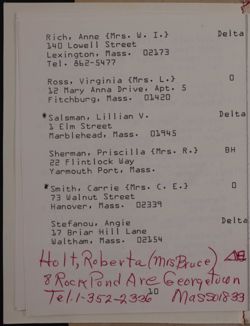 Rich, Anne (Mrs. W. I.) Delta
140 Lowell Street
Lexington, Mass. 02173
Tel. 862-5477
Ross, Virginia (Mrs. L.) O
12 Mary Anna Drive, Apt. 5
Fitchburg, Mass. 01420
*Salsman, Lillian V. Delta
1 Elm Street
Marblehead, Mass. 01945
Sherman, Priscilla (Mrs. R.) BH
22 Flintlock Way
Yarmouth Port, Mass.
*Smith, Carrie (Mrs. C. E.) O
73 Walnut Street
Hanover, Mass. 02339
Stefanou, Angie Delta
17 Briar Hill Lane
Waltham, Mass. 02154
Holt, Roberta (Mrs Bruce)
8 Rock Pond Ave Georgetown
Tel. 1-352-2306 Mass 01833
10